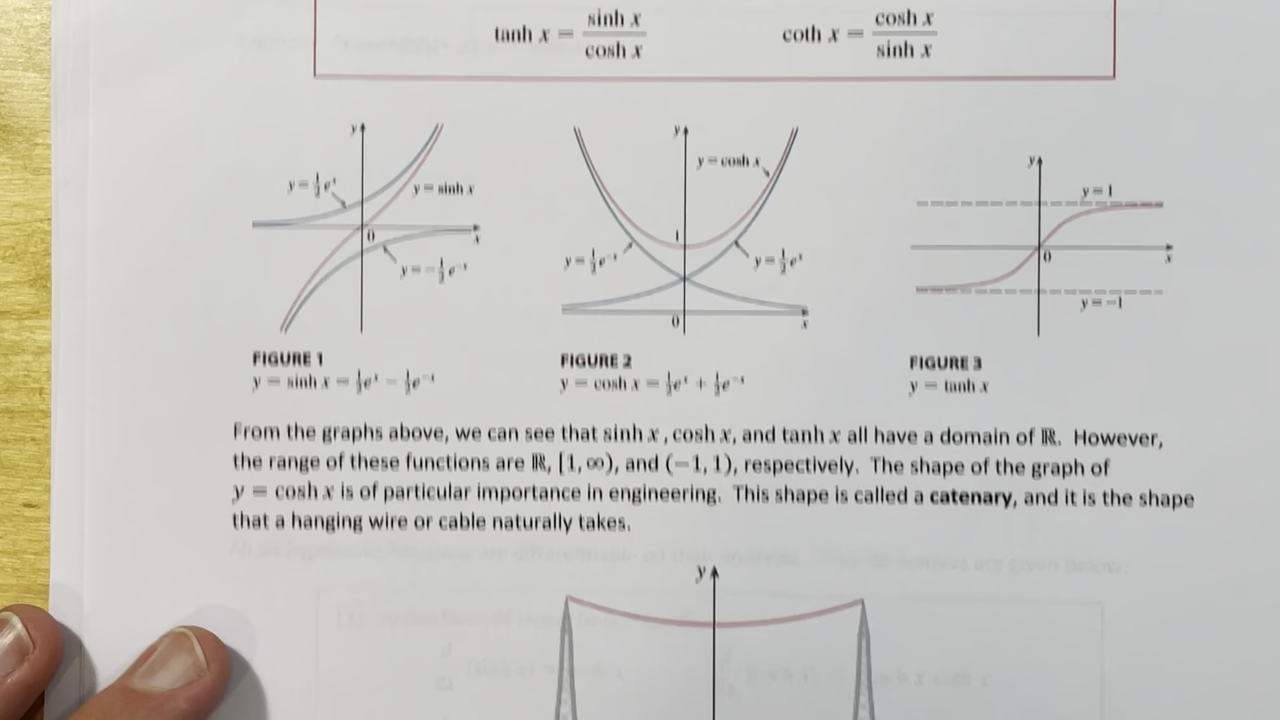 tanh x = sinh x / cosh x
coth x = cosh x / sinh x
y
y = ½eˣ
y = sinh x
0
x
y = −½e⁻ˣ
y
y = cosh x
1
y = ½e⁻ˣ
y = ½eˣ
0
x
y
y = 1
0
x
y = −1
FIGURE 1
y = sinh x = ½eˣ − ½e⁻ˣ
FIGURE 2
y = cosh x = ½eˣ + ½e⁻ˣ
FIGURE 3
y = tanh x
From the graphs above, we can see that sinh x, cosh x, and tanh x all have a domain of ℝ. However,
the range of these functions are ℝ, [1, ∞), and (−1, 1), respectively. The shape of the graph of
y = cosh x is of particular importance in engineering. This shape is called a catenary, and it is the shape
that a hanging wire or cable naturally takes.
y